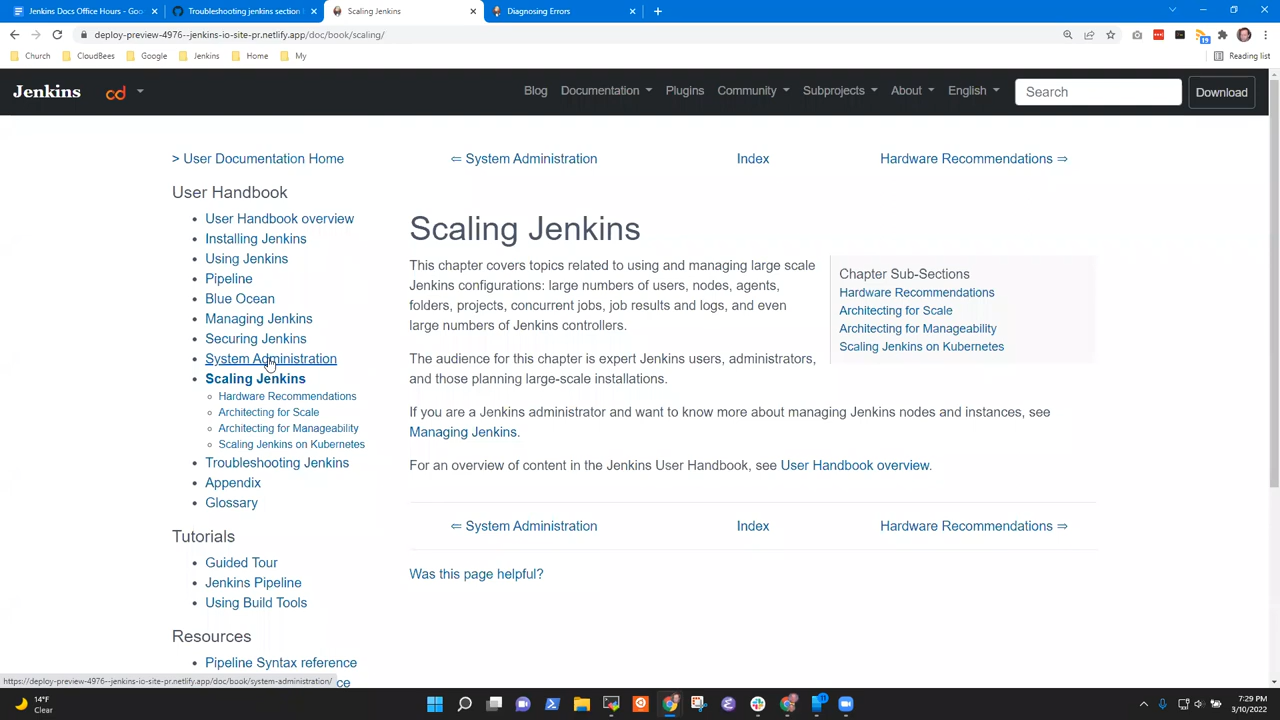 Jenkins Docs Office Hours - Goo
Troubleshooting jenkins section
Scaling Jenkins
Diagnosing Errors
deploy-preview-4976--jenkins-io-site-pr.netlify.app/doc/book/scaling/
19
Church
CloudBees
Google
Jenkins
Home
My
Reading list
Jenkins
cd
Blog
Documentation
Plugins
Community
Subprojects
About
English
Search
Download
> User Documentation Home
⇐ System Administration
Index
Hardware Recommendations ⇒
User Handbook
User Handbook overview
Installing Jenkins
Using Jenkins
Pipeline
Blue Ocean
Managing Jenkins
Securing Jenkins
System Administration
Scaling Jenkins
Hardware Recommendations
Architecting for Scale
Architecting for Manageability
Scaling Jenkins on Kubernetes
Troubleshooting Jenkins
Appendix
Glossary
Tutorials
Guided Tour
Jenkins Pipeline
Using Build Tools
Resources
Pipeline Syntax reference
ce
Scaling Jenkins
This chapter covers topics related to using and managing large scale
Jenkins configurations: large numbers of users, nodes, agents,
folders, projects, concurrent jobs, job results and logs, and even
large numbers of Jenkins controllers.
The audience for this chapter is expert Jenkins users, administrators,
and those planning large-scale installations.
If you are a Jenkins administrator and want to know more about managing Jenkins nodes and instances, see
Managing Jenkins.
For an overview of content in the Jenkins User Handbook, see User Handbook overview.
Chapter Sub-Sections
Hardware Recommendations
Architecting for Scale
Architecting for Manageability
Scaling Jenkins on Kubernetes
⇐ System Administration
Index
Hardware Recommendations ⇒
Was this page helpful?
https://deploy-preview-4976--jenkins-io-site-pr.netlify.app/doc/book/system-administration/
14°F
Clear
7:29 PM
3/10/2022